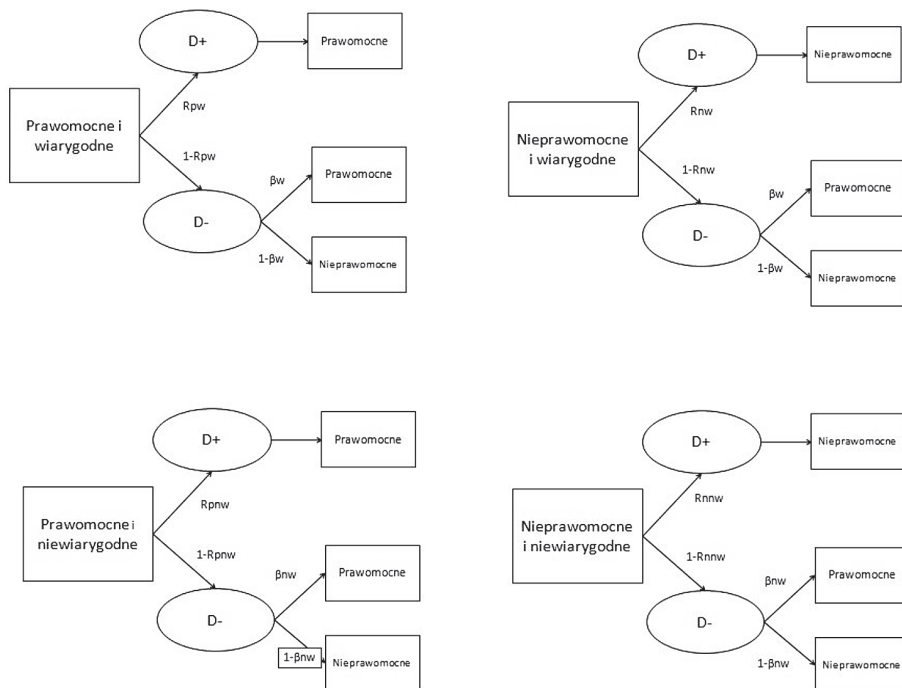 D+
Prawomocne
Rpw
Prawomocne i
wiarygodne
1-Rpw
βw
Prawomocne
D-
1-βw
Nieprawomocne
D+
Nieprawomocne
Rnw
Nieprawomocne
i wiarygodne
1-Rnw
βw
Prawomocne
D-
1-βw
Nieprawomocne
D+
Prawomocne
Rpnw
Prawomocne i
niewiarygodne
1-Rpnw
βnw
Prawomocne
D-
1-βnw
Nieprawomocne
D+
Nieprawomocne
Rnnw
Nieprawomocne
i niewiarygodne
1-Rnnw
βnw
Prawomocne
D-
1-βnw
Nieprawomocne